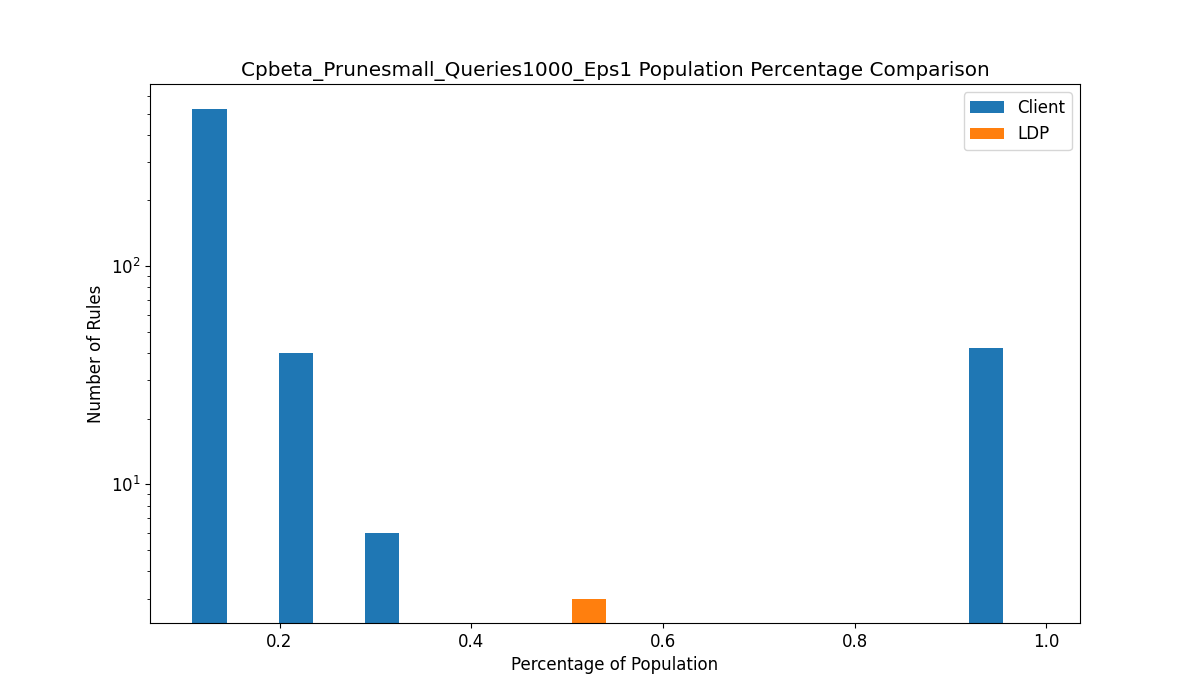 Cpbeta_Prunesmall_Queries1000_Eps1 Population Percentage Comparison
Client
LDP
Number of Rules
10²
10¹
0.2 0.4 0.6 0.8 1.0
Percentage of Population